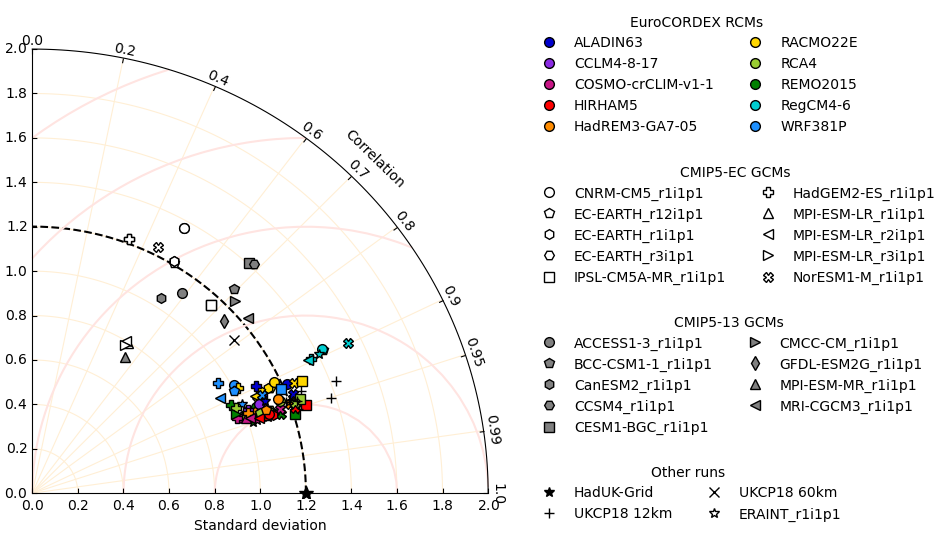 EuroCORDEX RCMs
ALADIN63 RACMO22E
CCLM4-8-17 RCA4
COSMO-crCLIM-v1-1 REMO2015
HIRHAM5 RegCM4-6
HadREM3-GA7-05 WRF381P
CMIP5-EC GCMs
CNRM-CM5_r1i1p1 HadGEM2-ES_r1i1p1
EC-EARTH_r12i1p1 MPI-ESM-LR_r1i1p1
EC-EARTH_r1i1p1 MPI-ESM-LR_r2i1p1
EC-EARTH_r3i1p1 MPI-ESM-LR_r3i1p1
IPSL-CM5A-MR_r1i1p1 NorESM1-M_r1i1p1
CMIP5-13 GCMs
ACCESS1-3_r1i1p1 CMCC-CM_r1i1p1
BCC-CSM1-1_r1i1p1 GFDL-ESM2G_r1i1p1
CanESM2_r1i1p1 MPI-ESM-MR_r1i1p1
CCSM4_r1i1p1 MRI-CGCM3_r1i1p1
CESM1-BGC_r1i1p1
Other runs
HadUK-Grid UKCP18 60km
UKCP18 12km ERAINT_r1i1p1
0.0 0.2 0.4 0.6 0.7 0.8 0.9 0.95 0.99 1.0
Correlation
2.0
1.8
1.6
1.4
1.2
1.0
0.8
0.6
0.4
0.2
0.0
0.0 0.2 0.4 0.6 0.8 1.0 1.2 1.4 1.6 1.8 2.0
Standard deviation